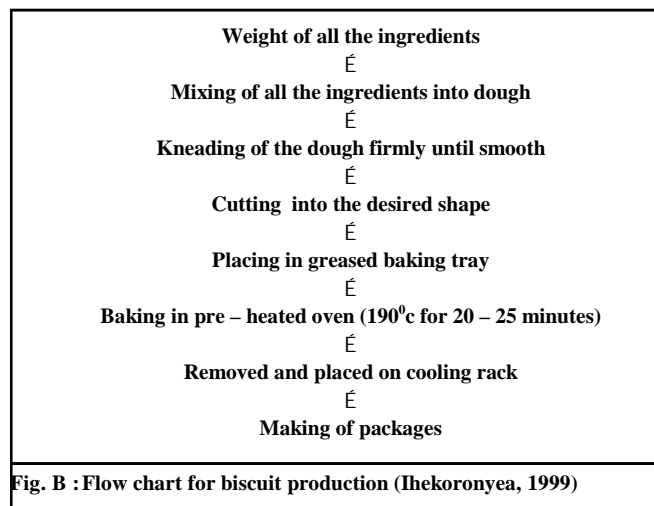 Weight of all the ingredients
É
Mixing of all the ingredients into dough
É
Kneading of the dough firmly until smooth
É
Cutting into the desired shape
É
Placing in greased baking tray
É
Baking in pre – heated oven (190⁰c for 20 – 25 minutes)
É
Removed and placed on cooling rack
É
Making of packages
Fig. B : Flow chart for biscuit production (Ihekoronyea, 1999)